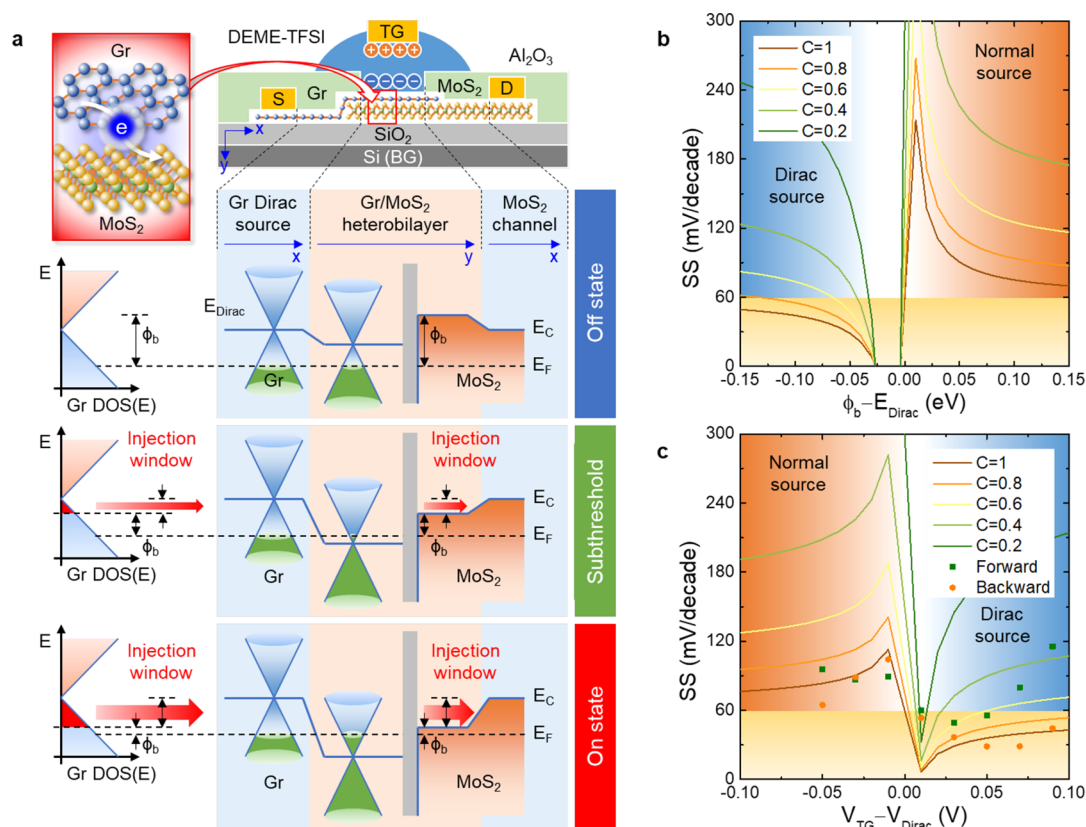 a
Gr
e
MoS₂
DEME-TFSI
TG
Al₂O₃
S
Gr
MoS₂
D
x
y
SiO₂
Si (BG)
Gr Dirac
source
x
Gr/MoS₂
heterobilayer
y
MoS₂
channel
x
E
ϕb
Gr DOS(E)
EDirac
Gr
ϕb
MoS₂
EC
EF
Off state
E
Injection
window
ϕb
Gr DOS(E)
Gr
Injection
window
ϕb
MoS₂
EC
EF
Subthreshold
E
Injection
window
ϕb
Gr DOS(E)
Gr
Injection
window
ϕb
MoS₂
EC
EF
On state
b
SS (mV/decade)
300
240
180
120
60
0
C=1
C=0.8
C=0.6
C=0.4
C=0.2
Normal
source
Dirac
source
-0.15 -0.10 -0.05 0.00 0.05 0.10 0.15
ϕb−EDirac (eV)
c
SS (mV/decade)
300
240
180
120
60
0
Normal
source
C=1
C=0.8
C=0.6
C=0.4
C=0.2
Forward
Backward
Dirac
source
-0.10 -0.05 0.00 0.05 0.10
VTG−VDirac (V)